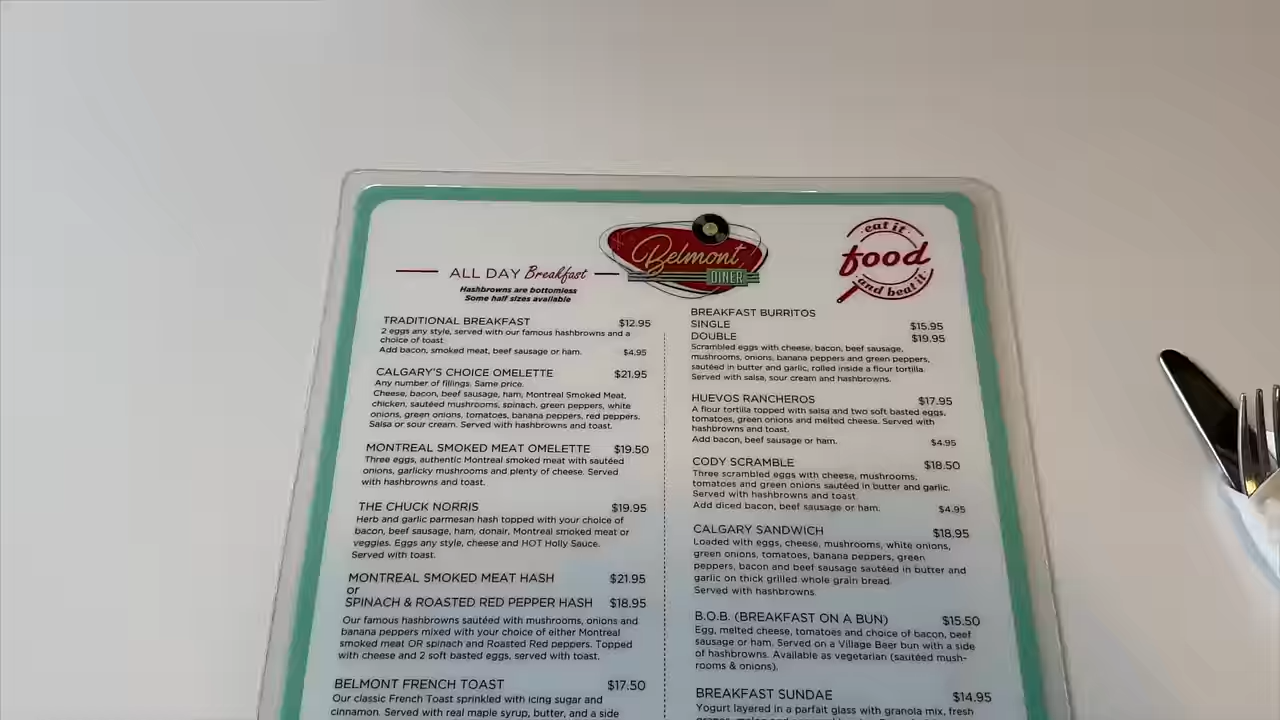 Belmont
DINER
eat it
food
and beat it
ALL DAY Breakfast
Hashbrowns are bottomless
Some half sizes available
TRADITIONAL BREAKFAST $12.95
2 eggs any style, served with our famous hashbrowns and a
choice of toast
Add bacon, smoked meat, beef sausage or ham. $4.95
CALGARY'S CHOICE OMELETTE $21.95
Any number of fillings. Same price.
Cheese, bacon, beef sausage, ham, Montreal Smoked Meat,
chicken, sautéed mushrooms, spinach, green peppers, white
onions, green onions, tomatoes, banana peppers, red peppers.
Salsa or sour cream. Served with hashbrowns and toast.
MONTREAL SMOKED MEAT OMELETTE $19.50
Three eggs, authentic Montreal smoked meat with sautéed
onions, garlicky mushrooms and plenty of cheese. Served
with hashbrowns and toast.
THE CHUCK NORRIS $19.95
Herb and garlic parmesan hash topped with your choice of
bacon, beef sausage, ham, donair, Montreal smoked meat or
veggies. Eggs any style, cheese and HOT Holly Sauce.
Served with toast.
MONTREAL SMOKED MEAT HASH $21.95
or
SPINACH & ROASTED RED PEPPER HASH $18.95
Our famous hashbrowns sautéed with mushrooms, onions and
banana peppers mixed with your choice of either Montreal
smoked meat OR spinach and Roasted Red peppers. Topped
with cheese and 2 soft basted eggs, served with toast.
BELMONT FRENCH TOAST $17.50
Our classic French Toast sprinkled with icing sugar and
cinnamon. Served with real maple syrup, butter, and a side
BREAKFAST BURRITOS
SINGLE $15.95
DOUBLE $19.95
Scrambled eggs with cheese, bacon, beef sausage,
mushrooms, onions, banana peppers and green peppers,
sautéed in butter and garlic, rolled inside a flour tortilla.
Served with salsa, sour cream and hashbrowns.
HUEVOS RANCHEROS $17.95
A flour tortilla topped with salsa and two soft basted eggs,
tomatoes, green onions and melted cheese. Served with
hashbrowns and toast.
Add bacon, beef sausage or ham. $4.95
CODY SCRAMBLE $18.50
Three scrambled eggs with cheese, mushrooms,
tomatoes and green onions sautéed in butter and garlic.
Served with hashbrowns and toast
Add diced bacon, beef sausage or ham. $4.95
CALGARY SANDWICH $18.95
Loaded with eggs, cheese, mushrooms, white onions,
green onions, tomatoes, banana peppers, green
peppers, bacon and beef sausage sautéed in butter and
garlic on thick grilled whole grain bread.
Served with hashbrowns.
B.O.B. (BREAKFAST ON A BUN) $15.50
Egg, melted cheese, tomatoes and choice of bacon, beef
sausage or ham. Served on a Village Beer bun with a side
of hashbrowns. Available as vegetarian (sautéed mush-
rooms & onions).
BREAKFAST SUNDAE $14.95
Yogurt layered in a parfait glass with granola mix, fresh